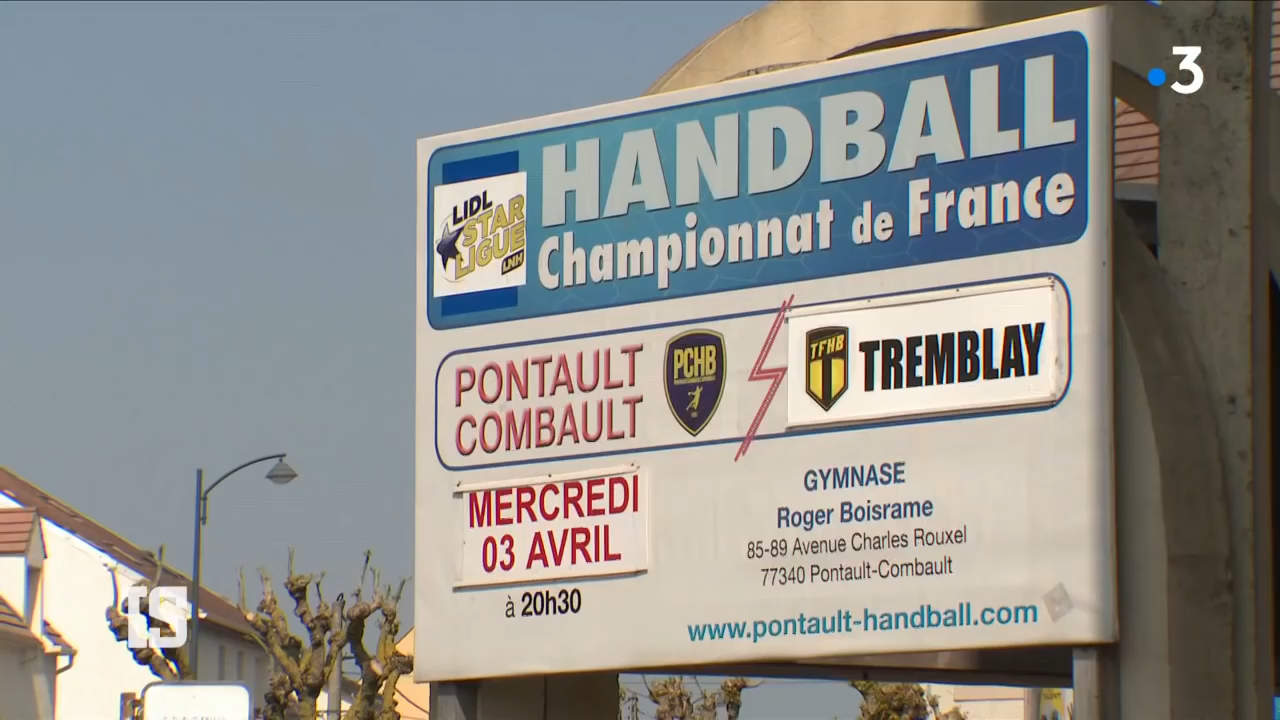 3
HANDBALL
Championnat de France
LIDL
STAR
LIGUE
LNH
PONTAULT
COMBAULT
PCHB
TFHB
TREMBLAY
MERCREDI
03 AVRIL
à 20h30
GYMNASE
Roger Boisrame
85-89 Avenue Charles Rouxel
77340 Pontault-Combault
www.pontault-handball.com